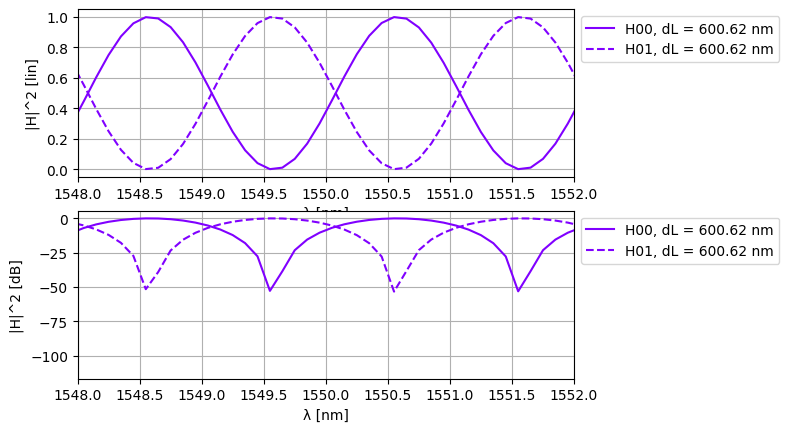 1.0
0.8
0.6
0.4
0.2
0.0
|H|^2 [lin]
H00, dL = 600.62 nm
H01, dL = 600.62 nm
1548.0 1548.5 1549.0 1549.5 1550.0 1550.5 1551.0 1551.5 1552.0
λ [nm]
0
−25
−50
−75
−100
|H|^2 [dB]
H00, dL = 600.62 nm
H01, dL = 600.62 nm
1548.0 1548.5 1549.0 1549.5 1550.0 1550.5 1551.0 1551.5 1552.0
λ [nm]